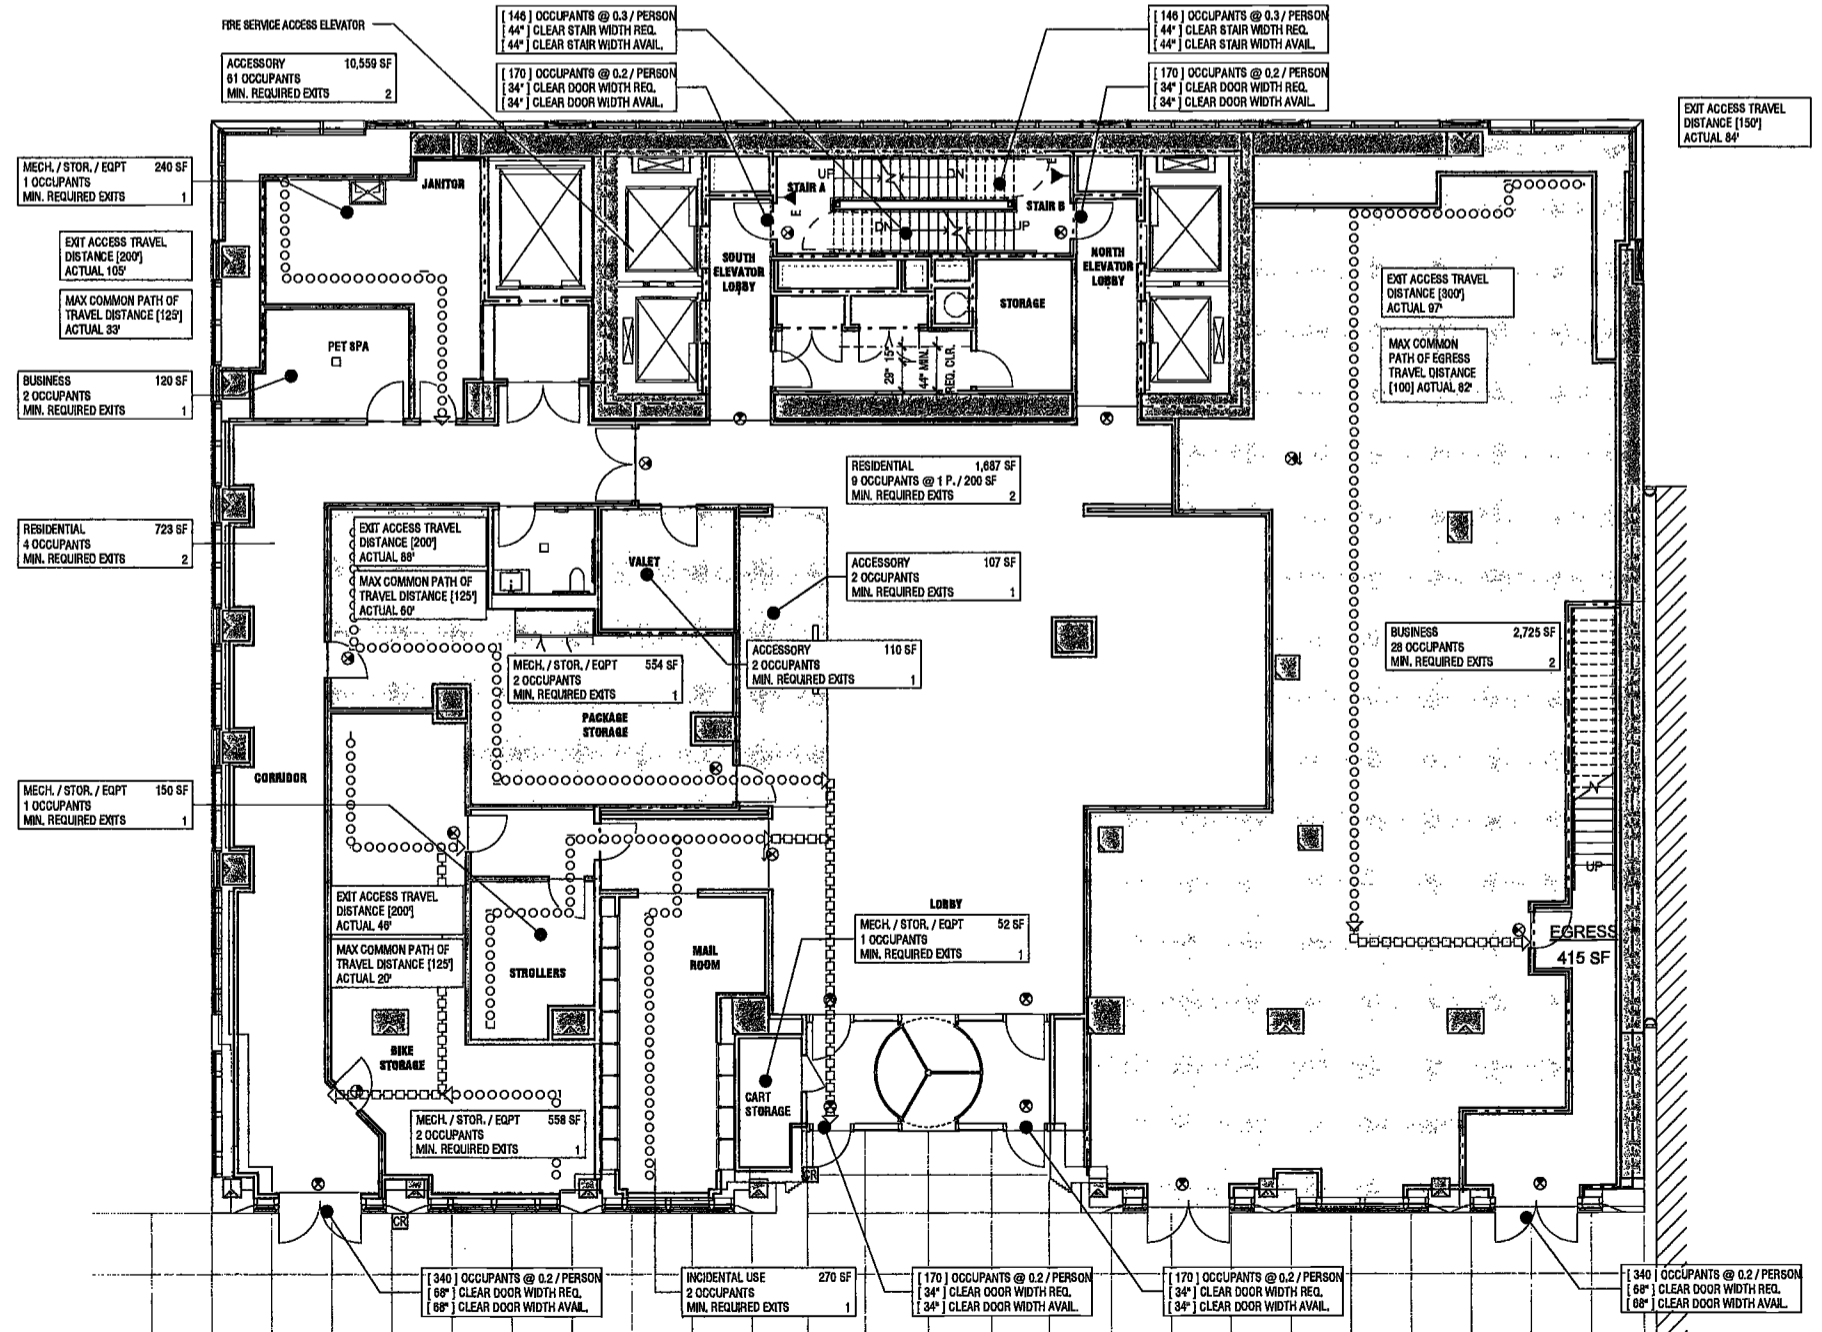 FIRE SERVICE ACCESS ELEVATOR
ACCESSORY 10,559 SF
61 OCCUPANTS
MIN. REQUIRED EXITS 2
[ 146 ] OCCUPANTS @ 0.3 / PERSON
44" ] CLEAR STAIR WIDTH REQ.
[ 44" ] CLEAR STAIR WIDTH AVAIL.
[ 170 ] OCCUPANTS @ 0.2 / PERSON
[ 34" ] CLEAR DOOR WIDTH REQ.
[ 34" ] CLEAR DOOR WIDTH AVAIL.
[ 146 ] OCCUPANTS @ 0.3 / PERSON
[ 44" ] CLEAR STAIR WIDTH REQ.
[ 44" ] CLEAR STAIR WIDTH AVAIL.
[ 170 ] OCCUPANTS @ 0.2 / PERSON
[ 34" ] CLEAR DOOR WIDTH REQ.
[ 34" ] CLEAR DOOR WIDTH AVAIL.
EXIT ACCESS TRAVEL
DISTANCE [150']
ACTUAL 84'
MECH. / STOR. / EQPT 240 SF
1 OCCUPANTS
MIN. REQUIRED EXITS 1
EXIT ACCESS TRAVEL
DISTANCE [200']
ACTUAL 105'
MAX COMMON PATH OF
TRAVEL DISTANCE [125']
ACTUAL 33'
BUSINESS 120 SF
2 OCCUPANTS
MIN. REQUIRED EXITS 1
RESIDENTIAL 723 SF
4 OCCUPANTS
MIN. REQUIRED EXITS 2
MECH. / STOR. / EQPT 150 SF
1 OCCUPANTS
MIN. REQUIRED EXITS 1
JANITOR
PET SPA
SOUTH
ELEVATOR
LOBBY
STAIR A
UP
DN
E
DN
UP
E
STAIR B
NORTH
ELEVATOR
LOBBY
STORAGE
29"
15"
44" MIN.
REQ. CLR.
EXIT ACCESS TRAVEL
DISTANCE [300']
ACTUAL 97'
MAX COMMON
PATH OF EGRESS
TRAVEL DISTANCE
[100] ACTUAL 82'
RESIDENTIAL 1,687 SF
9 OCCUPANTS @ 1 P. / 200 SF
MIN. REQUIRED EXITS 2
EXIT ACCESS TRAVEL
DISTANCE [200']
ACTUAL 88'
MAX COMMON PATH OF
TRAVEL DISTANCE [125']
ACTUAL 60'
VALET
ACCESSORY 107 SF
2 OCCUPANTS
MIN. REQUIRED EXITS 1
ACCESSORY 110 SF
2 OCCUPANTS
MIN. REQUIRED EXITS 1
MECH. / STOR. / EQPT 554 SF
2 OCCUPANTS
MIN. REQUIRED EXITS 1
PACKAGE
STORAGE
BUSINESS 2,725 SF
28 OCCUPANTS
MIN. REQUIRED EXITS 2
CORRIDOR
UP
EXIT ACCESS TRAVEL
DISTANCE [200']
ACTUAL 46'
MAX COMMON PATH OF
TRAVEL DISTANCE [125']
ACTUAL 20'
STROLLERS
MAIL
ROOM
LOBBY
MECH. / STOR. / EQPT 52 SF
1 OCCUPANTS
MIN. REQUIRED EXITS 1
EGRESS
415 SF
BIKE
STORAGE
CART
STORAGE
MECH. / STOR. / EQPT 558 SF
2 OCCUPANTS
MIN. REQUIRED EXITS 1
CR
CR
[ 340 ] OCCUPANTS @ 0.2 / PERSON
[ 68" ] CLEAR DOOR WIDTH REQ.
[ 68" ] CLEAR DOOR WIDTH AVAIL.
INCIDENTAL USE 270 SF
2 OCCUPANTS
MIN. REQUIRED EXITS 1
[ 170 ] OCCUPANTS @ 0.2 / PERSON
[ 34" ] CLEAR DOOR WIDTH REQ.
[ 34" ] CLEAR DOOR WIDTH AVAIL.
[ 170 ] OCCUPANTS @ 0.2 / PERSON
[ 34" ] CLEAR DOOR WIDTH REQ.
[ 34" ] CLEAR DOOR WIDTH AVAIL.
[ 340 ] OCCUPANTS @ 0.2 / PERSON
[ 68" ] CLEAR DOOR WIDTH REQ.
[ 68" ] CLEAR DOOR WIDTH AVAIL.